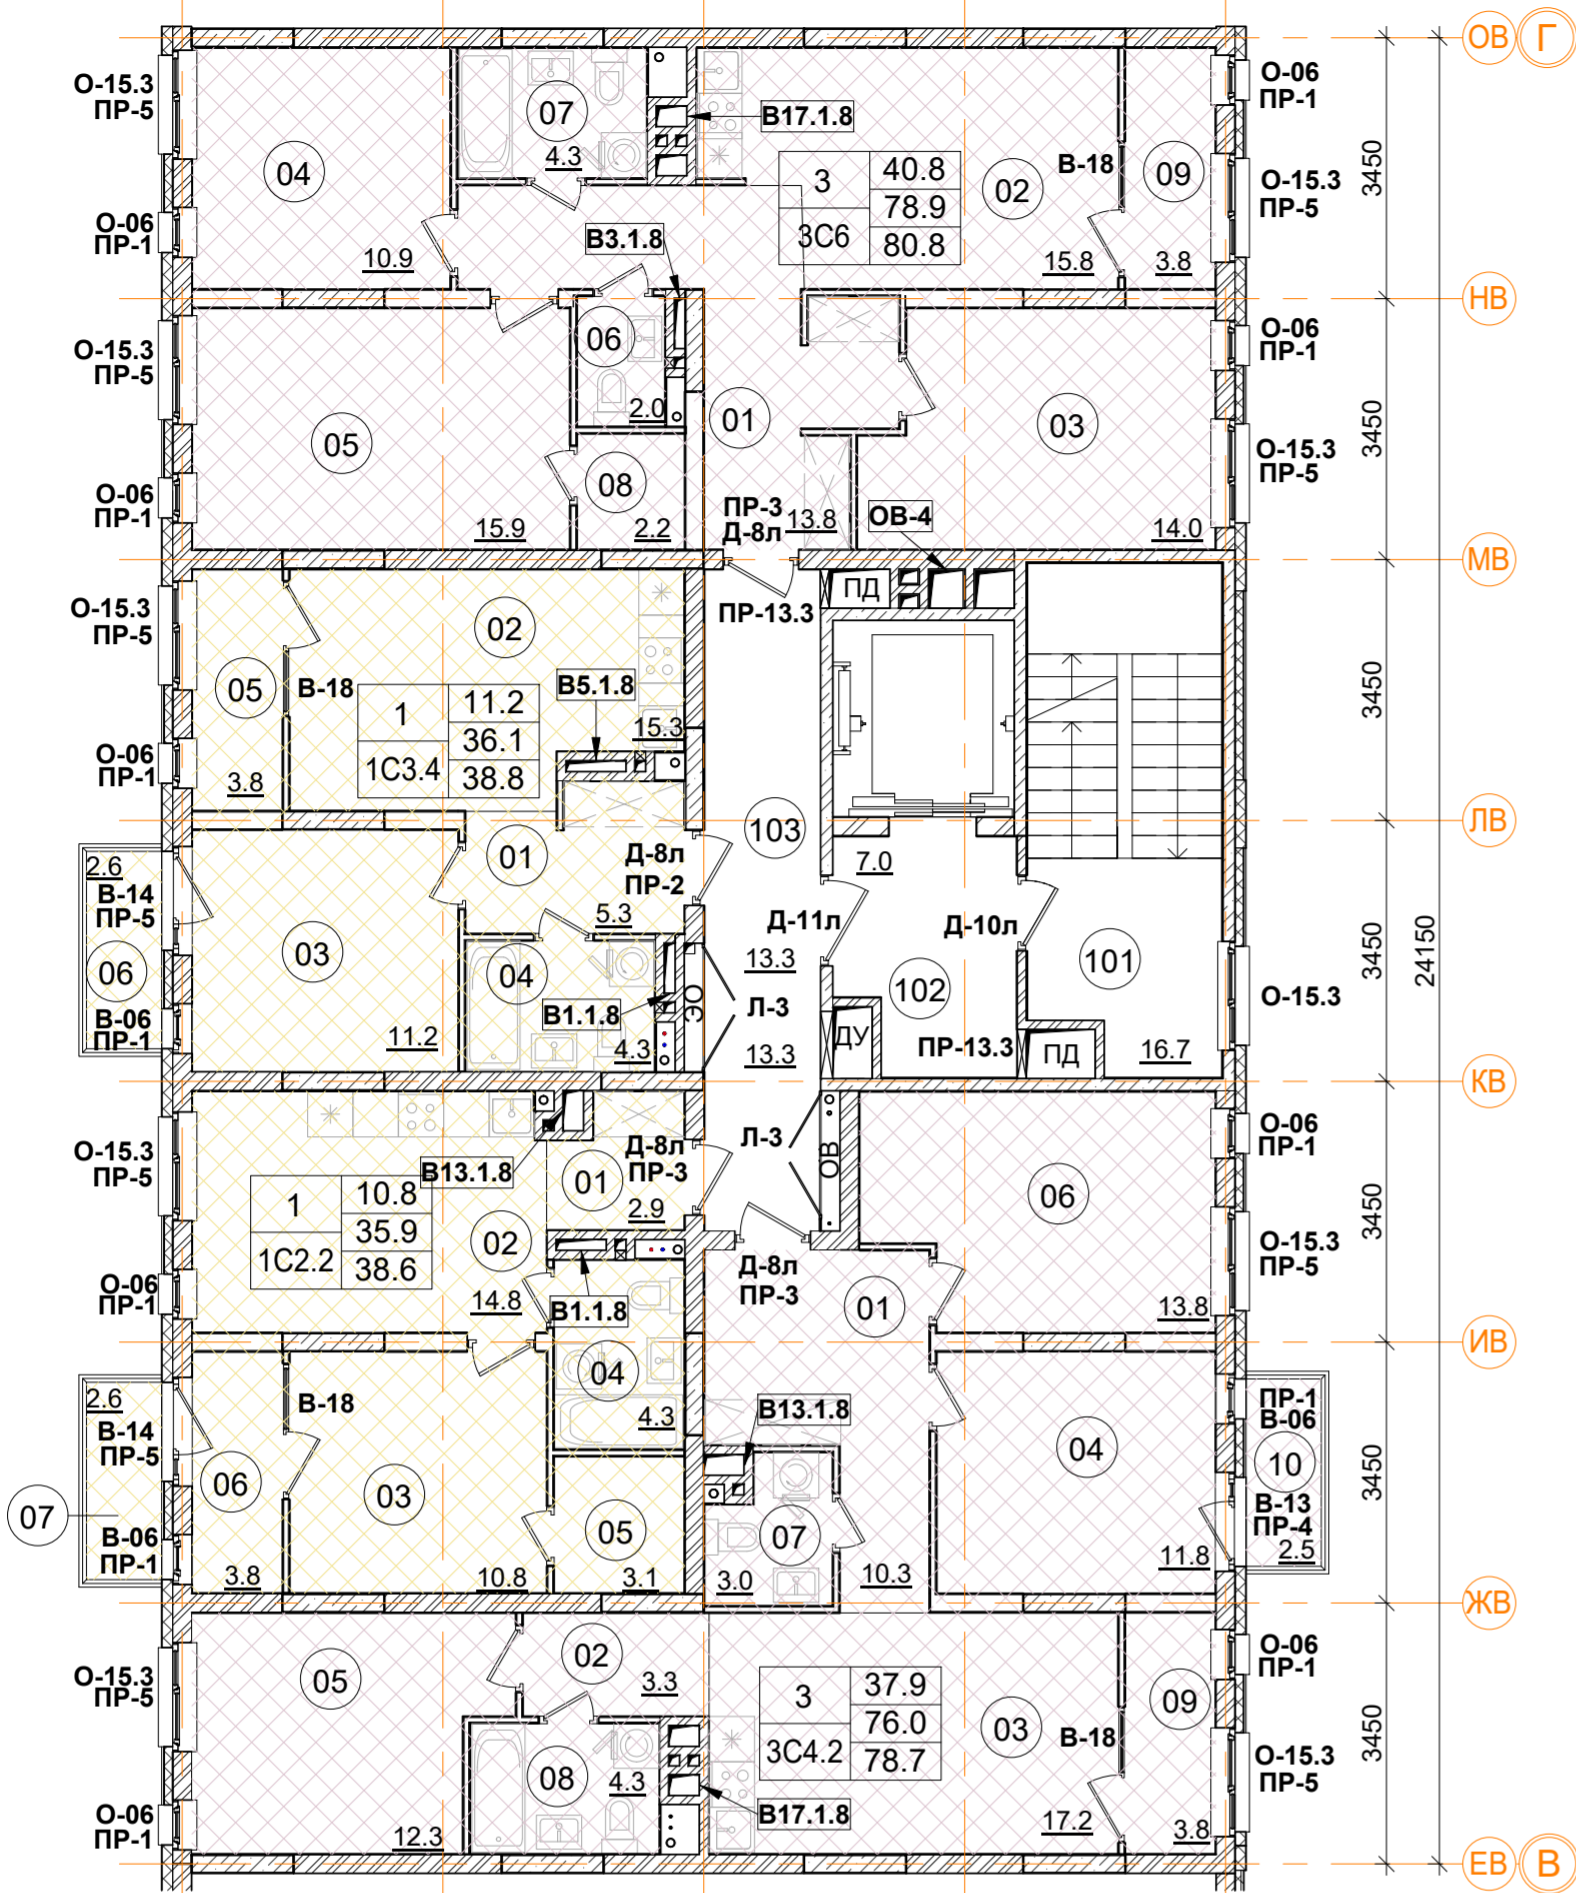 ОВ Г
О-15.3
ПР-5
07
4.3
В17.1.8
О-06
ПР-1
04
3 40.8
78.9
3С6 80.8
02
В-18
09
О-15.3
ПР-5
3450
О-06
ПР-1
10.9
В3.1.8
15.8
3.8
НВ
О-15.3
ПР-5
06
2.0
О-06
ПР-1
05
01
03
3450
О-15.3
ПР-5
О-06
ПР-1
08
15.9
2.2
ПР-3
Д-8л
13.8
ОВ-4
14.0
МВ
О-15.3
ПР-5
02
ПД
ПР-13.3
05
В-18
В5.1.8
1 11.2
36.1
1С3.4 38.8
15.3
3450
О-06
ПР-1
3.8
ЛВ
103
2.6
В-14
ПР-5
01
Д-8л
ПР-2
7.0
5.3
Д-11л
Д-10л
03
06
04
13.3
102
101
3450
24150
О-15.3
В-06
ПР-1
11.2
В1.1.8
4.3
ЭО
Л-3
13.3
ДУ
ПР-13.3
ПД
16.7
КВ
О-15.3
ПР-5
В13.1.8
Д-8л
ПР-3
Л-3
ОВ
О-06
ПР-1
1 10.8
35.9
1С2.2 38.6
01
2.9
02
06
3450
О-15.3
ПР-5
О-06
ПР-1
14.8
В1.1.8
Д-8л
ПР-3
01
13.8
ИВ
2.6
В-14
ПР-5
В-18
04
4.3
В13.1.8
ПР-1
В-06
06
03
04
10
3450
07
05
07
В-13
ПР-4
2.5
В-06
ПР-1
3.8
10.8
3.1
3.0
10.3
11.8
ЖВ
О-15.3
ПР-5
05
02
3.3
О-06
ПР-1
3 37.9
76.0
3С4.2 78.7
03
В-18
09
3450
О-15.3
ПР-5
08
4.3
О-06
ПР-1
12.3
В17.1.8
17.2
3.8
ЕВ В